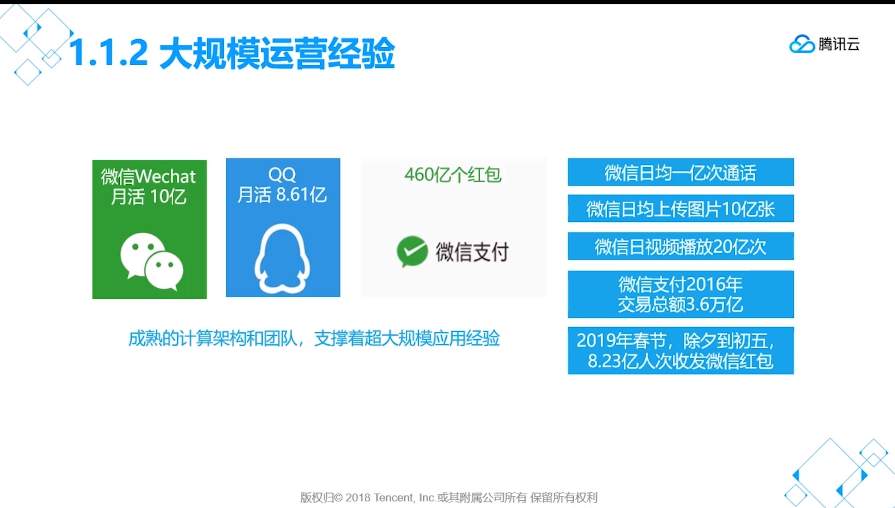 1.1.2 大规模运营经验
腾讯云
微信Wechat
月活 10亿
QQ
月活 8.61亿
460亿个红包
微信支付
成熟的计算架构和团队，支撑着超大规模应用经验
微信日均一亿次通话
微信日均上传图片10亿张
微信日视频播放20亿次
微信支付2016年
交易总额3.6万亿
2019年春节，除夕到初五，
8.23亿人次收发微信红包
版权归© 2018 Tencent, Inc.或其附属公司所有 保留所有权利